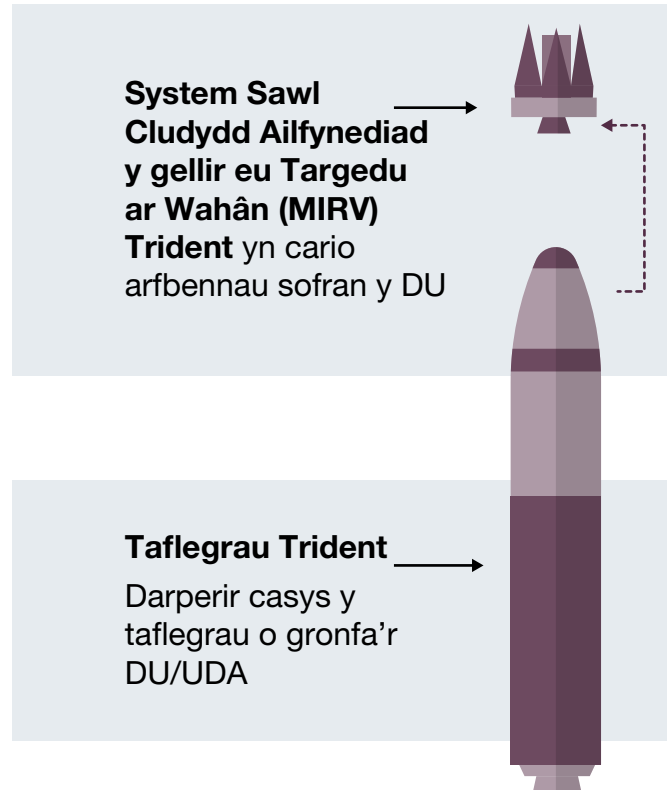 System Sawl
Cludydd Ailfynediad
y gellir eu Targedu
ar Wahân (MIRV)
Trident yn cario
arfbennau sofran y DU
Taflegrau Trident
Darperir casys y
taflegrau o gronfa’r
DU/UDA